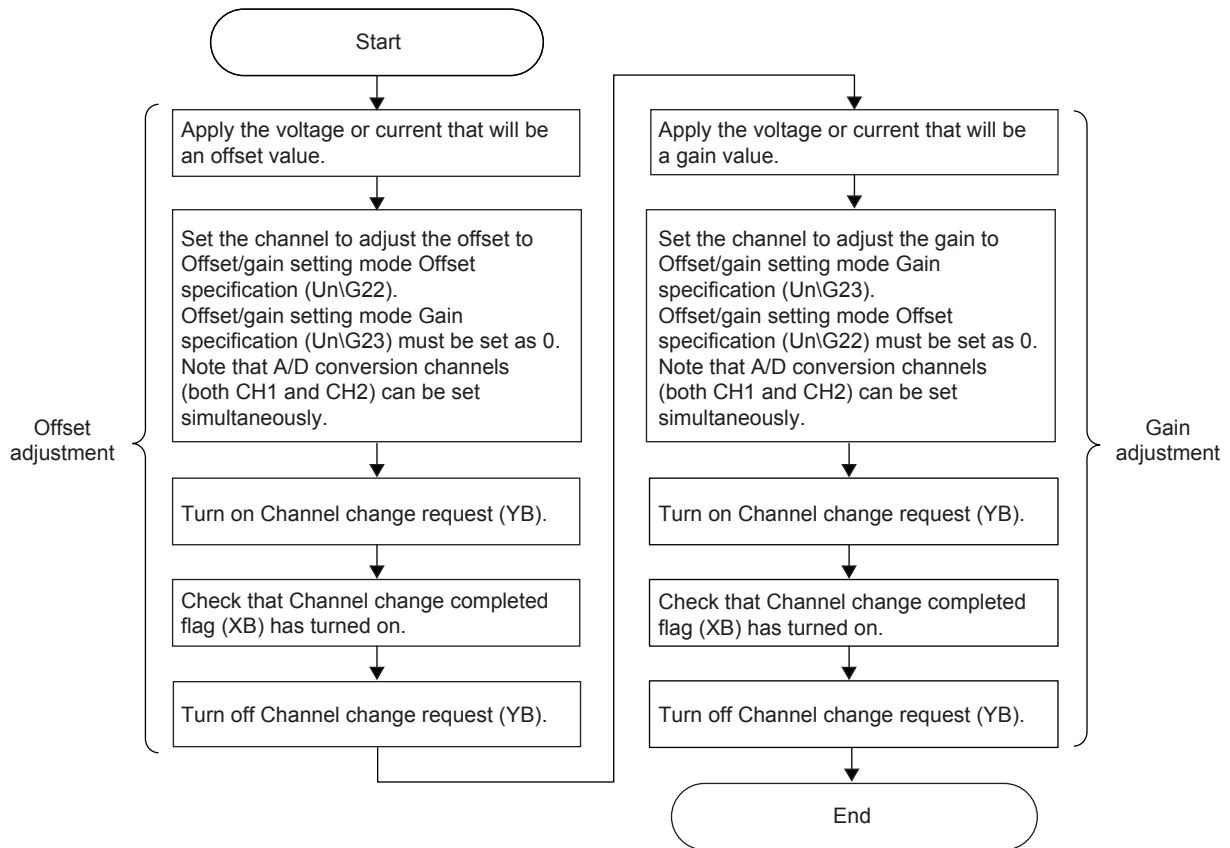 Start
Offset
adjustment
Apply the voltage or current that will be
an offset value.
Set the channel to adjust the offset to
Offset/gain setting mode Offset
specification (Un\G22).
Offset/gain setting mode Gain
specification (Un\G23) must be set as 0.
Note that A/D conversion channels
(both CH1 and CH2) can be set
simultaneously.
Turn on Channel change request (YB).
Check that Channel change completed
flag (XB) has turned on.
Turn off Channel change request (YB).
Apply the voltage or current that will be
a gain value.
Set the channel to adjust the gain to
Offset/gain setting mode Gain
specification (Un\G23).
Offset/gain setting mode Offset
specification (Un\G22) must be set as 0.
Note that A/D conversion channels
(both CH1 and CH2) can be set
simultaneously.
Turn on Channel change request (YB).
Check that Channel change completed
flag (XB) has turned on.
Turn off Channel change request (YB).
Gain
adjustment
End